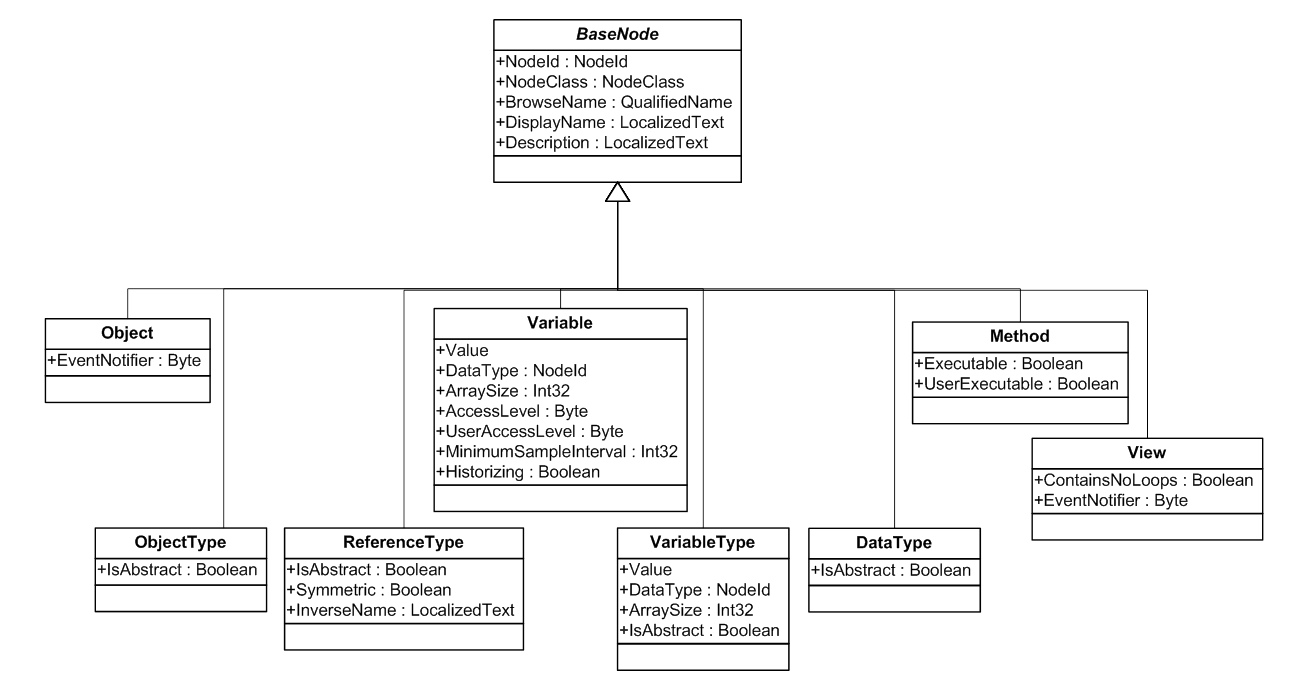 BaseNode
+NodeId : NodeId
+NodeClass : NodeClass
+BrowseName : QualifiedName
+DisplayName : LocalizedText
+Description : LocalizedText
Object
+EventNotifier : Byte
Variable
+Value
+DataType : NodeId
+ArraySize : Int32
+AccessLevel : Byte
+UserAccessLevel : Byte
+MinimumSampleInterval : Int32
+Historizing : Boolean
Method
+Executable : Boolean
+UserExecutable : Boolean
View
+ContainsNoLoops : Boolean
+EventNotifier : Byte
ObjectType
+IsAbstract : Boolean
ReferenceType
+IsAbstract : Boolean
+Symmetric : Boolean
+InverseName : LocalizedText
VariableType
+Value
+DataType : NodeId
+ArraySize : Int32
+IsAbstract : Boolean
DataType
+IsAbstract : Boolean